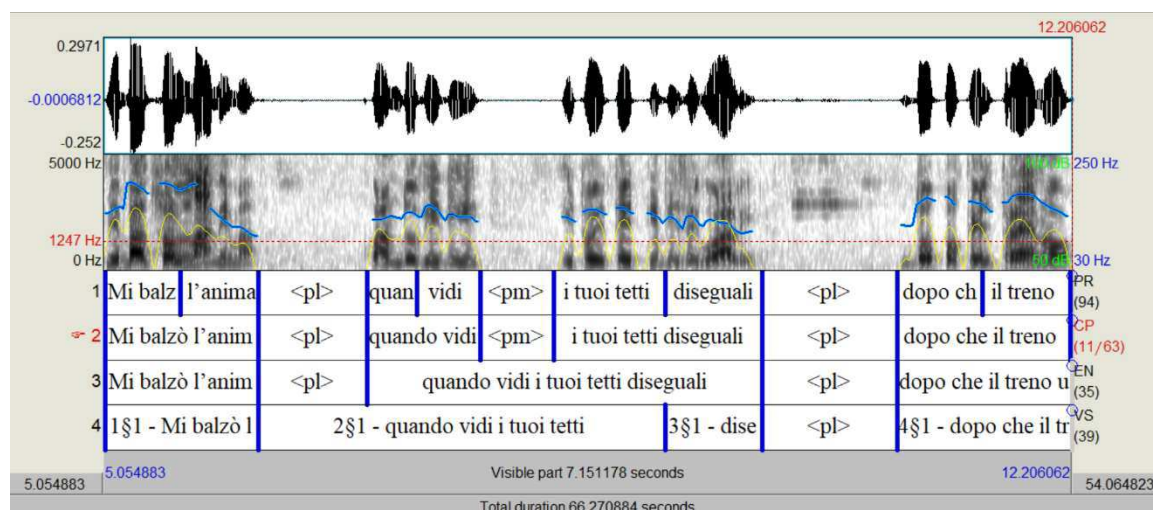 12.206062
0.2971
-0.0006812
-0.252
5000 Hz 100 dB 250 Hz
1247 Hz
0 Hz 50 dB 30 Hz
1 Mi balz l'anima <pl> quan vidi <pm> i tuoi tetti diseguali <pl> dopo ch il treno PR (94)
2 Mi balzò l'anim <pl> quando vidi <pm> i tuoi tetti diseguali <pl> dopo che il treno CP (11/63)
3 Mi balzò l'anim <pl> quando vidi i tuoi tetti diseguali <pl> dopo che il treno u EN (35)
4 1§1 - Mi balzò l 2§1 - quando vidi i tuoi tetti 3§1 - dise <pl> 4§1 - dopo che il tr VS (39)
5.054883 5.054883 Visible part 7.151178 seconds 12.206062 54.064823
Total duration 66.270884 seconds